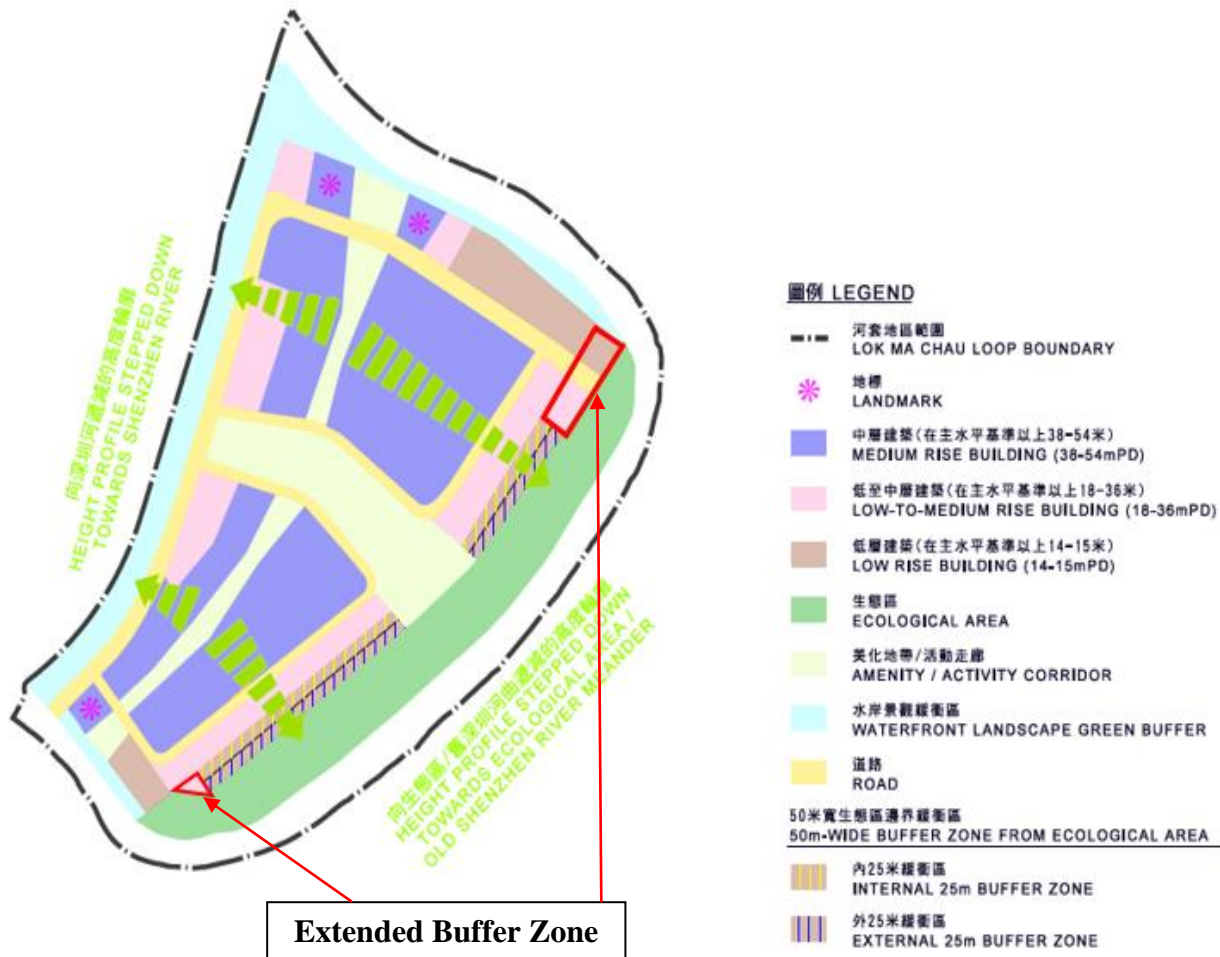 向深圳河遞減的高度輪廓
HEIGHT PROFILE STEPPED DOWN
TOWARDS SHENZHEN RIVER
向生態區/舊深圳河曲遞減的高度輪廓
HEIGHT PROFILE STEPPED DOWN
TOWARDS ECOLOGICAL AREA /
OLD SHENZHEN RIVER MEANDER
Extended Buffer Zone
圖例 LEGEND
河套地區範圍
LOK MA CHAU LOOP BOUNDARY
地標
LANDMARK
中層建築(在主水平基準以上38-54米)
MEDIUM RISE BUILDING (38-54mPD)
低至中層建築(在主水平基準以上18-36米)
LOW-TO-MEDIUM RISE BUILDING (18-36mPD)
低層建築(在主水平基準以上14-15米)
LOW RISE BUILDING (14-15mPD)
生態區
ECOLOGICAL AREA
美化地帶/活動走廊
AMENITY / ACTIVITY CORRIDOR
水岸景觀緩衝區
WATERFRONT LANDSCAPE GREEN BUFFER
道路
ROAD
50米寬生態區邊界緩衝區
50m-WIDE BUFFER ZONE FROM ECOLOGICAL AREA
內25米緩衝區
INTERNAL 25m BUFFER ZONE
外25米緩衝區
EXTERNAL 25m BUFFER ZONE